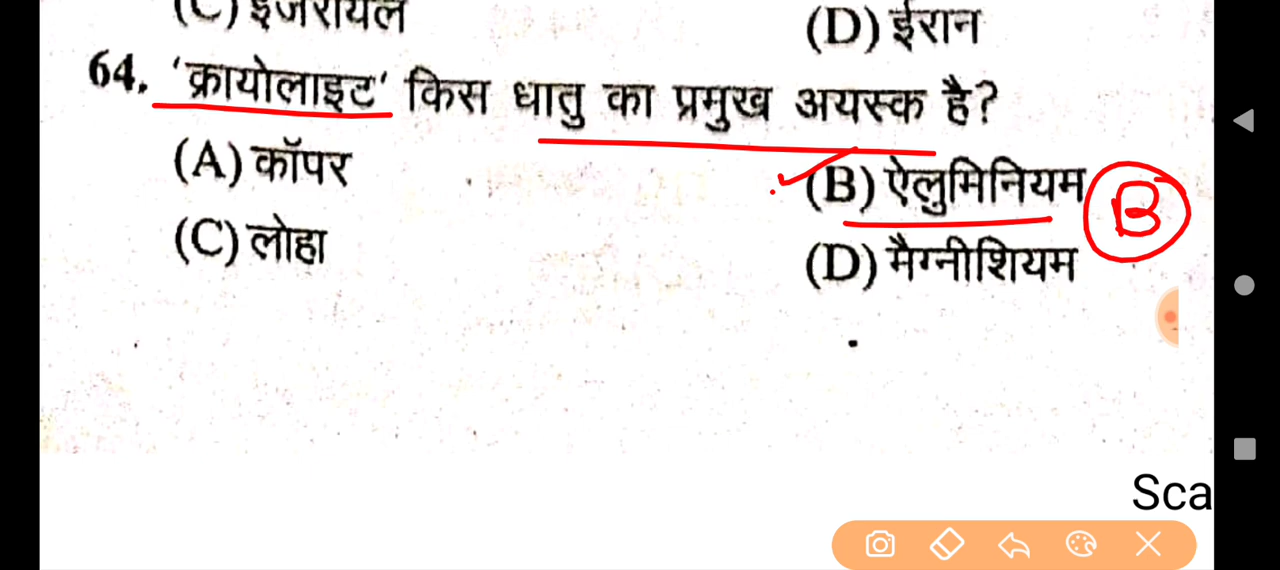 (C) इजरायल (D) ईरान
64. 'क्रायोलाइट' किस धातु का प्रमुख अयस्क है?
(A) कॉपर (B) ऐलुमिनियम B
(C) लोहा (D) मैग्नीशियम
Sca